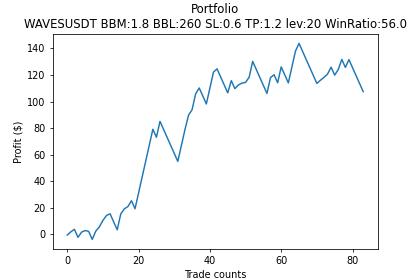 Portfolio
WAVESUSDT BBM:1.8 BBL:260 SL:0.6 TP:1.2 lev:20 WinRatio:56.0
140
120
100
80
60
40
20
0
Profit ($)
0 20 40 60 80
Trade counts